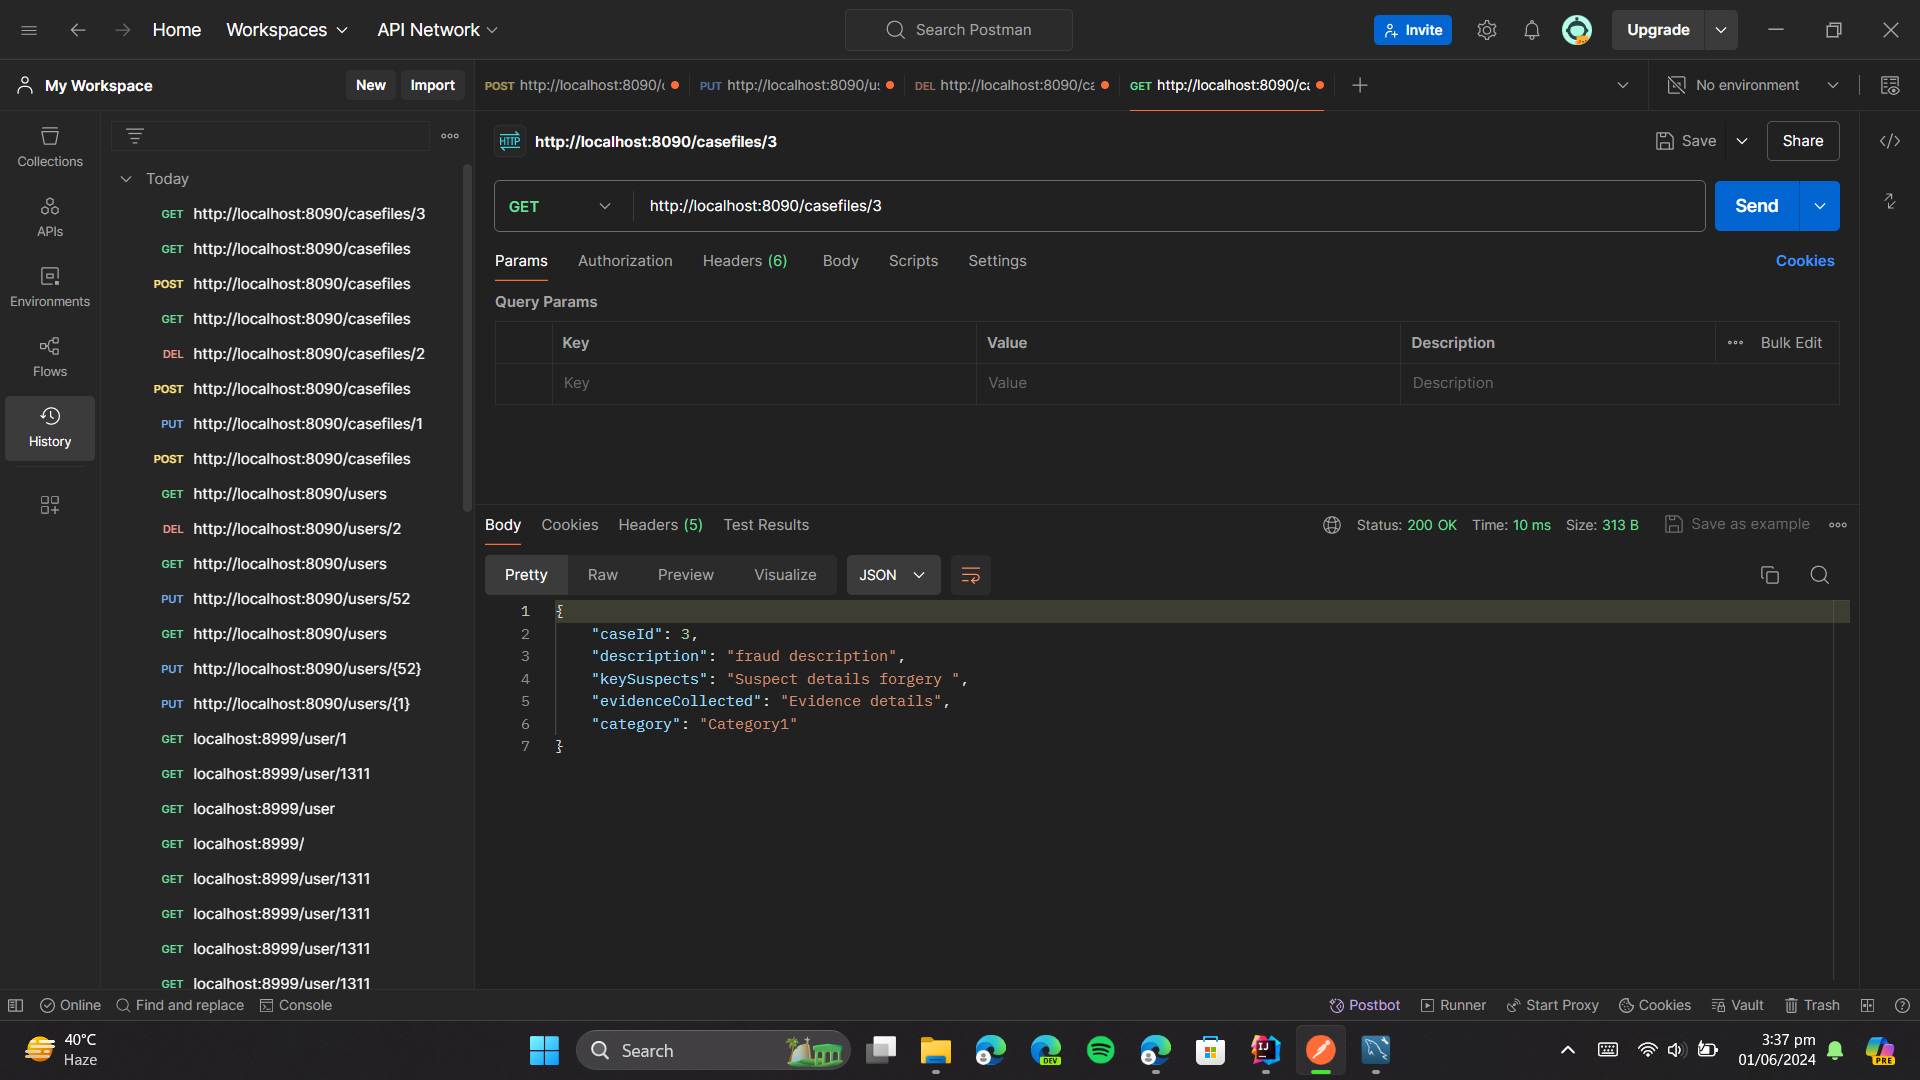 Home Workspaces API Network Search Postman Invite Upgrade
My Workspace New Import
POST http://localhost:8090/c PUT http://localhost:8090/us DEL http://localhost:8090/ca GET http://localhost:8090/ca No environment
HTTP http://localhost:8090/casefiles/3 Save Share
GET http://localhost:8090/casefiles/3 Send
Params Authorization Headers (6) Body Scripts Settings Cookies
Query Params
Key Value Description Bulk Edit
Key Value Description
Collections
APIs
Environments
Flows
History
Today
GET http://localhost:8090/casefiles/3
GET http://localhost:8090/casefiles
POST http://localhost:8090/casefiles
GET http://localhost:8090/casefiles
DEL http://localhost:8090/casefiles/2
POST http://localhost:8090/casefiles
PUT http://localhost:8090/casefiles/1
POST http://localhost:8090/casefiles
GET http://localhost:8090/users
DEL http://localhost:8090/users/2
GET http://localhost:8090/users
PUT http://localhost:8090/users/52
GET http://localhost:8090/users
PUT http://localhost:8090/users/{52}
PUT http://localhost:8090/users/{1}
GET localhost:8999/user/1
GET localhost:8999/user/1311
GET localhost:8999/user
GET localhost:8999/
GET localhost:8999/user/1311
GET localhost:8999/user/1311
GET localhost:8999/user/1311
GET localhost:8999/user/1311
Body Cookies Headers (5) Test Results Status: 200 OK Time: 10 ms Size: 313 B Save as example
Pretty Raw Preview Visualize JSON
1 {
2 "caseId": 3,
3 "description": "fraud description",
4 "keySuspects": "Suspect details forgery ",
5 "evidenceCollected": "Evidence details",
6 "category": "Category1"
7 }
Online Find and replace Console Postbot Runner Start Proxy Cookies Vault Trash
40°C
Haze
Search
DEV
IJ
3:37 pm
01/06/2024
PRE